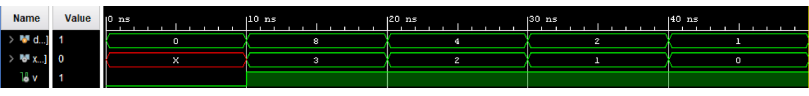 Name Value 0 ns 10 ns 20 ns 30 ns 40 ns
> d...] 1 0 8 4 2 1
> x...] 0 X 3 2 1 0
v 1